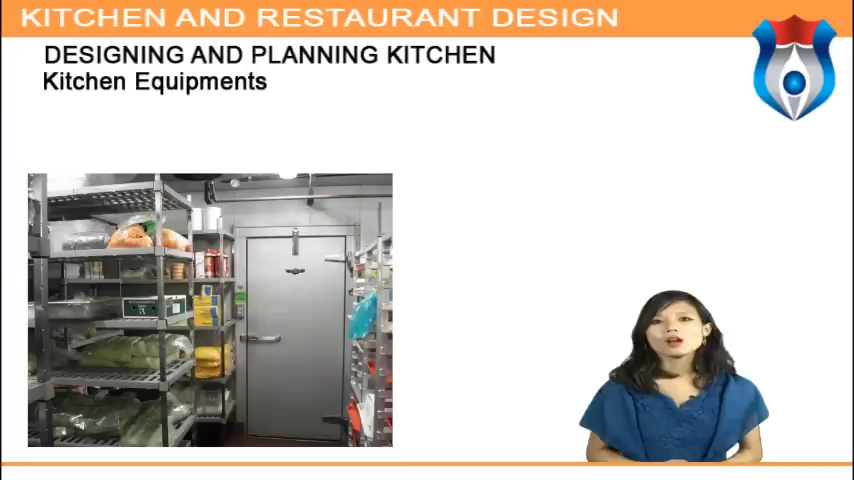 KITCHEN AND RESTAURANT DESIGN
DESIGNING AND PLANNING KITCHEN
Kitchen Equipments